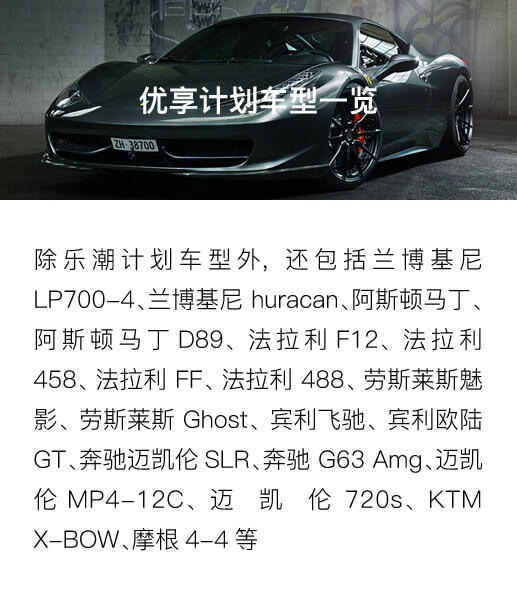 优享计划车型一览
ZH·38700
除乐潮计划车型外，还包括兰博基尼
LP700-4、兰博基尼 huracan、阿斯顿马丁、
阿斯顿马丁 D89、法拉利 F12、法拉利
458、法拉利 FF、法拉利 488、劳斯莱斯魅
影、劳斯莱斯 Ghost、宾利飞驰、宾利欧陆
GT、奔驰迈凯伦 SLR、奔驰 G63 Amg、迈凯
伦 MP4-12C、迈凯伦 720s、KTM
X-BOW、摩根 4-4 等